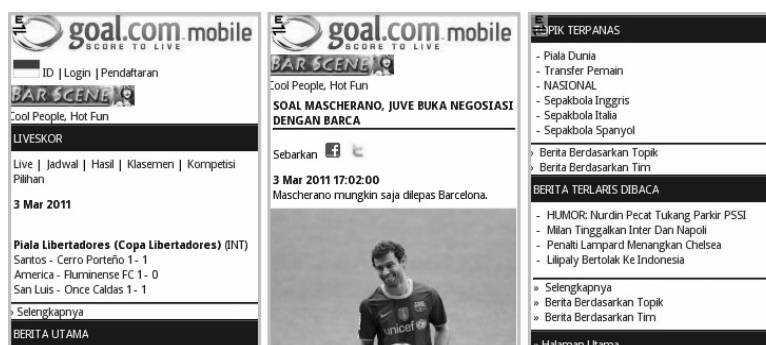 goal.com mobile
SCORE TO LIVE
ID | Login | Pendaftaran
BAR SCENE
Cool People, Hot Fun
LIVESKOR
Live | Jadwal | Hasil | Klasemen | Kompetisi
Pilihan
3 Mar 2011
Piala Libertadores (Copa Libertadores) (INT)
Santos - Cerro Porteño 1 - 1
America - Fluminense FC 1 - 0
San Luis - Once Caldas 1 - 1
› Selengkapnya
BERITA UTAMA
goal.com mobile
SCORE TO LIVE
BAR SCENE
Cool People, Hot Fun
SOAL MASCHERANO, JUVE BUKA NEGOSIASI
DENGAN BARCA
Sebarkan f t
3 Mar 2011 17:02:00
Mascherano mungkin saja dilepas Barcelona.
unicef
TOPIK TERPANAS
- Piala Dunia
- Transfer Pemain
- NASIONAL
- Sepakbola Inggris
- Sepakbola Italia
- Sepakbola Spanyol
› Berita Berdasarkan Topik
› Berita Berdasarkan Tim
BERITA TERLARIS DIBACA
- HUMOR: Nurdin Pecat Tukang Parkir PSSI
- Milan Tinggalkan Inter Dan Napoli
- Penalti Lampard Menangkan Chelsea
- Lilipaly Bertolak Ke Indonesia
» Selengkapnya
» Berita Berdasarkan Topik
» Berita Berdasarkan Tim
» Halaman Utama